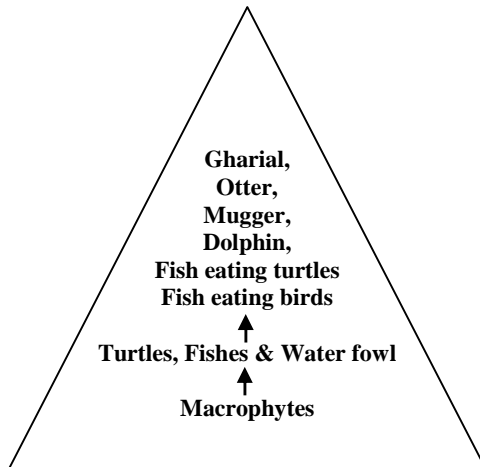 Gharial,
Otter,
Mugger,
Dolphin,
Fish eating turtles
Fish eating birds
Turtles, Fishes & Water fowl
Macrophytes